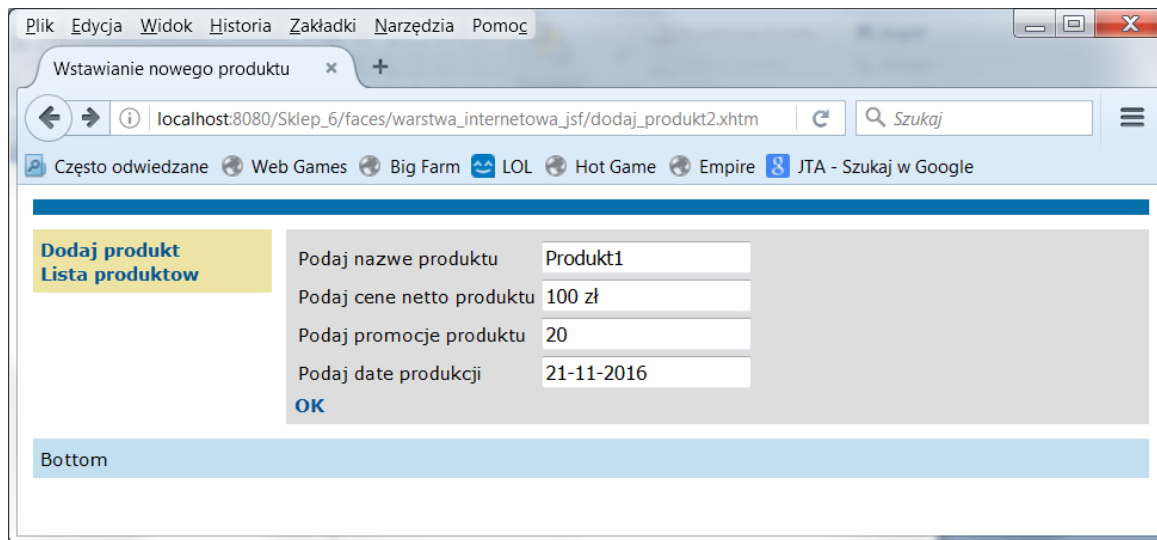 Plik Edycja Widok Historia Zakładki Narzędzia Pomoc
Wstawianie nowego produktu × +
localhost:8080/Sklep_6/faces/warstwa_internetowa_jsf/dodaj_produkt2.xhtm Szukaj
Często odwiedzane Web Games Big Farm LOL Hot Game Empire 8 JTA - Szukaj w Google
Dodaj produkt
Lista produktow
Podaj nazwe produktu Produkt1
Podaj cene netto produktu 100 zł
Podaj promocje produktu 20
Podaj date produkcji 21-11-2016
OK
Bottom